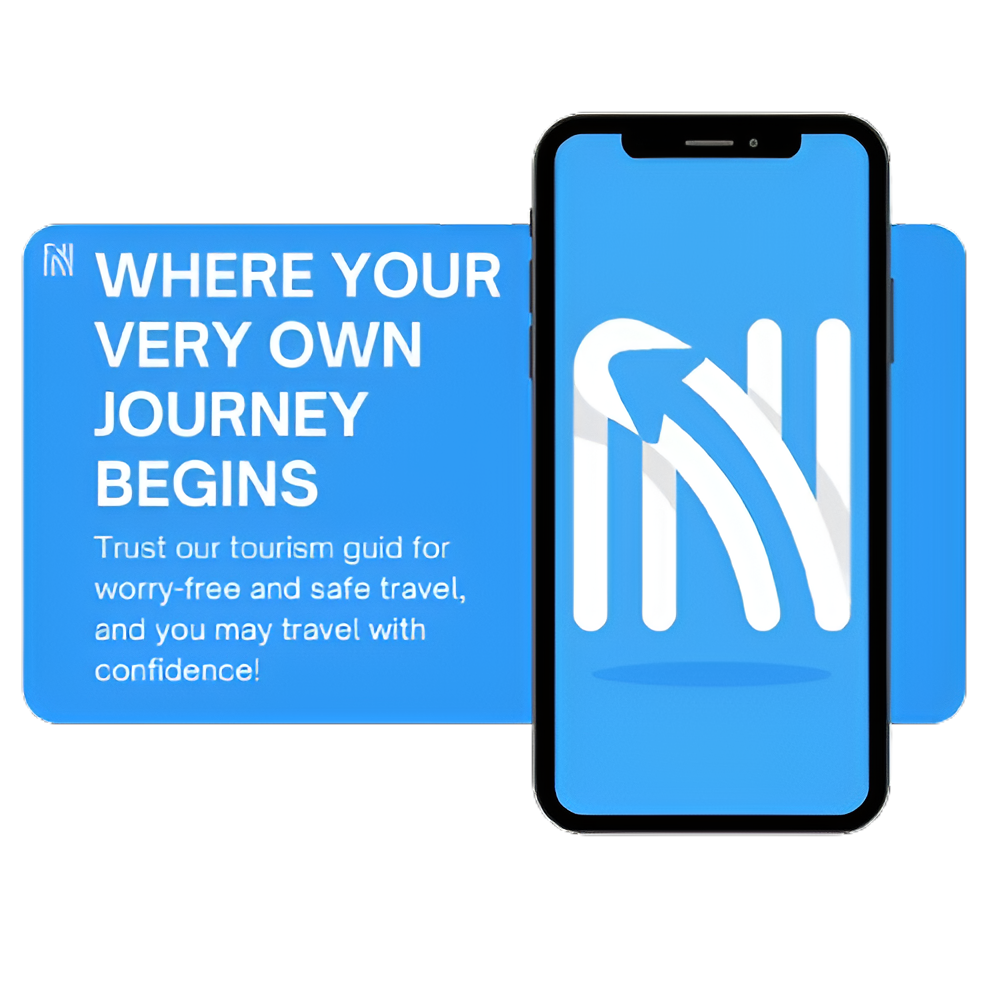 WHERE YOUR
VERY OWN
JOURNEY
BEGINS
Trust our tourism guid for
worry-free and safe travel,
and you may travel with
confidence!